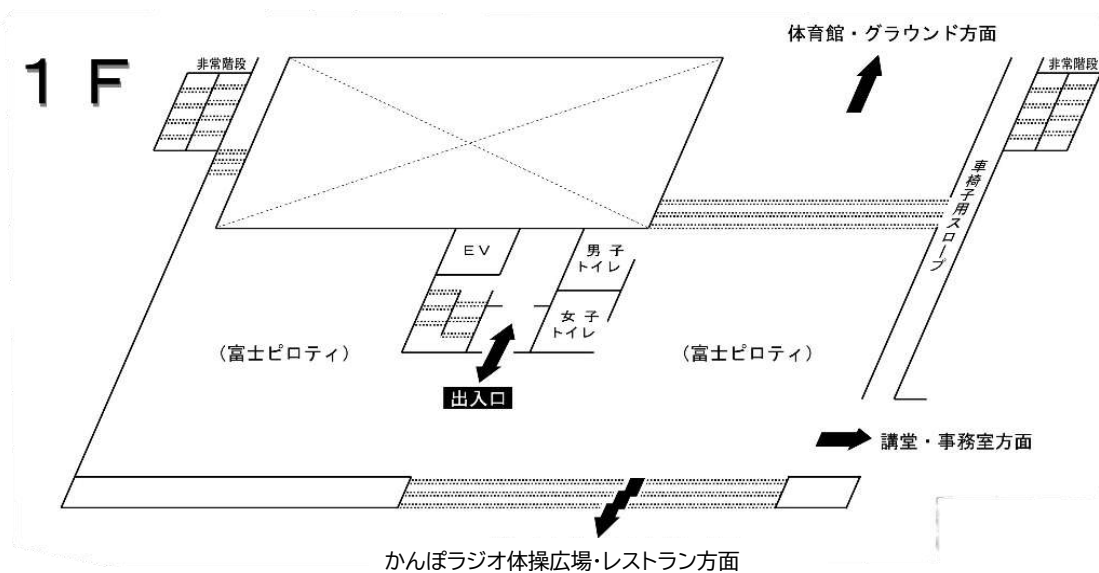 体育館・グラウンド方面
1F
非常階段
非常階段
車椅子用スロープ
EV
男子
トイレ
女子
トイレ
(富士ピロティ)
(富士ピロティ)
出入口
講堂・事務室方面
かんぽラジオ体操広場・レストラン方面